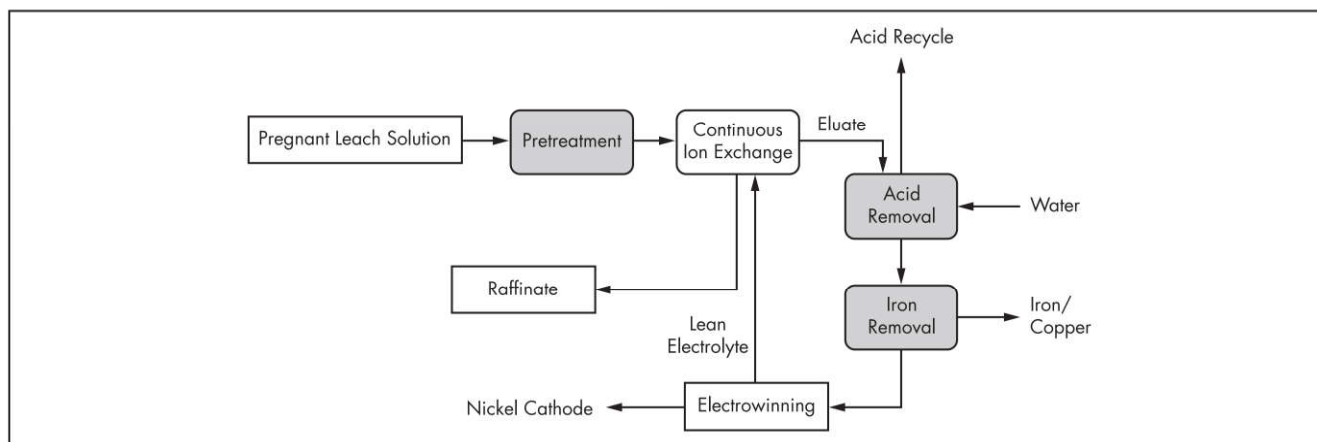 Acid Recycle
Pregnant Leach Solution
Pretreatment
Continuous
Ion Exchange
Eluate
Acid
Removal
Water
Raffinate
Lean
Electrolyte
Iron
Removal
Iron/
Copper
Nickel Cathode
Electrowinning